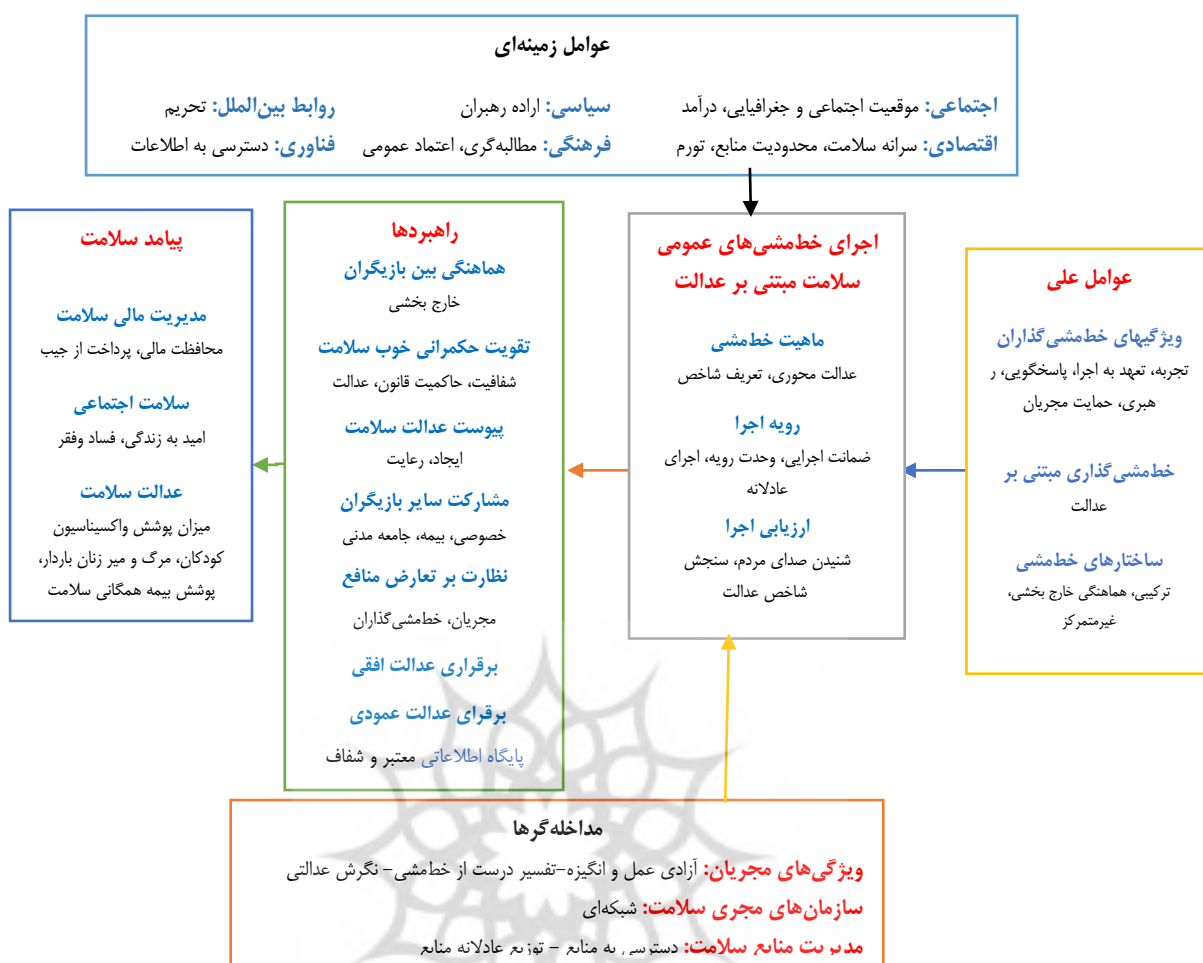 عوامل زمینه‌ای
اجتماعی: موقعیت اجتماعی و جغرافیایی، درآمد
سیاسی: اراده رهبران
روابط بین‌الملل: تحریم
اقتصادی: سرانه سلامت، محدودیت منابع، تورم
فرهنگی: مطالبه‌گری، اعتماد عمومی
فناوری: دسترسی به اطلاعات
عوامل علی
ویژگیهای خط‌مشی‌گذاران
تجربه، تعهد به اجرا، پاسخگویی، ر
هبری، حمایت مجریان
خط‌مشی‌گذاری مبتنی بر
عدالت
ساختارهای خط‌مشی
ترکیبی، هماهنگی خارج بخشی،
غیرمتمرکز
اجرای خط‌مشی‌های عمومی
سلامت مبتنی بر عدالت
ماهیت خط‌مشی
عدالت محوری، تعریف شاخص
رویه اجرا
ضمانت اجرایی، وحدت رویه، اجرای
عادلانه
ارزیابی اجرا
شنیدن صدای مردم، سنجش
شاخص عدالت
راهبردها
هماهنگی بین بازیگران
خارج بخشی
تقویت حکمرانی خوب سلامت
شفافیت، حاکمیت قانون، عدالت
پیوست عدالت سلامت
ایجاد، رعایت
مشارکت سایر بازیگران
خصوصی، بیمه، جامعه مدنی
نظارت بر تعارض منافع
مجریان، خط‌مشی‌گذاران
برقراری عدالت افقی
برقرای عدالت عمودی
پایگاه اطلاعاتی معتبر و شفاف
پیامد سلامت
مدیریت مالی سلامت
محافظت مالی، پرداخت از جیب
سلامت اجتماعی
امید به زندگی، فساد وفقر
عدالت سلامت
میزان پوشش واکسیناسیون
کودکان، مرگ و میر زنان باردار،
پوشش بیمه همگانی سلامت
مداخله‌گرها
ویژگی‌های مجریان: آزادی عمل و انگیزه-تفسیر درست از خط‌مشی- نگرش عدالتی
سازمان‌های مجری سلامت: شبکه‌ای
مدیریت منابع سلامت: دسترسی به منابع - توزیع عادلانه منابع